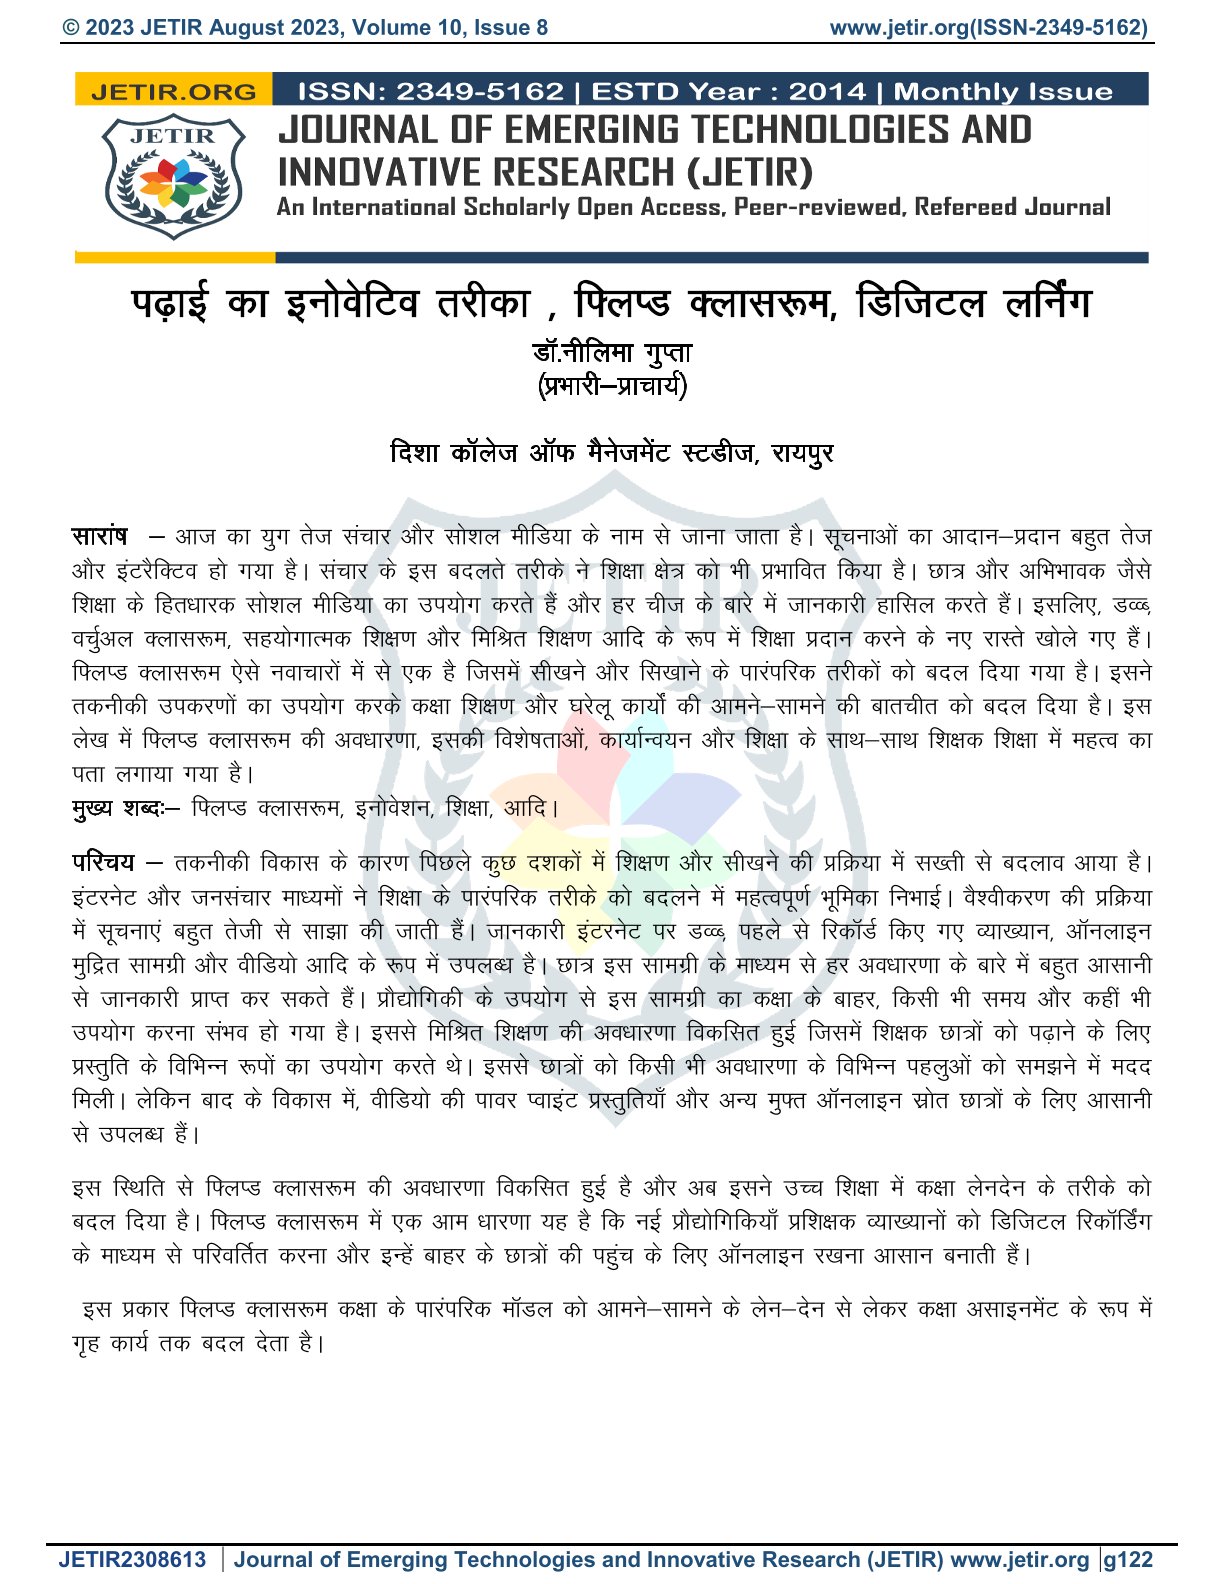 © 2023 JETIR August 2023, Volume 10, Issue 8 www.jetir.org(ISSN-2349-5162)
JETIR.ORG ISSN: 2349-5162 | ESTD Year : 2014 | Monthly Issue
JETIR
JOURNAL OF EMERGING TECHNOLOGIES AND
INNOVATIVE RESEARCH (JETIR)
An International Scholarly Open Access, Peer-reviewed, Refereed Journal
पढ़ाई का इनोवेटिव तरीका , फ्लिप्ड क्लासरूम, डिजिटल लर्निंग
डॉ.नीलिमा गुप्ता
(प्रभारी–प्राचार्य)
दिशा कॉलेज ऑफ मैनेजमेंट स्टडीज, रायपुर
सारांष – आज का युग तेज संचार और सोशल मीडिया के नाम से जाना जाता है। सूचनाओं का आदान–प्रदान बहुत तेज
और इंटरैक्टिव हो गया है। संचार के इस बदलते तरीके ने शिक्षा क्षेत्र को भी प्रभावित किया है। छात्र और अभिभावक जैसे
शिक्षा के हितधारक सोशल मीडिया का उपयोग करते हैं और हर चीज के बारे में जानकारी हासिल करते हैं। इसलिए, डव्व्ब्,
वर्चुअल क्लासरूम, सहयोगात्मक शिक्षण और मिश्रित शिक्षण आदि के रूप में शिक्षा प्रदान करने के नए रास्ते खोले गए हैं।
फ्लिप्ड क्लासरूम ऐसे नवाचारों में से एक है जिसमें सीखने और सिखाने के पारंपरिक तरीकों को बदल दिया गया है। इसने
तकनीकी उपकरणों का उपयोग करके कक्षा शिक्षण और घरेलू कार्यों की आमने–सामने की बातचीत को बदल दिया है। इस
लेख में फ्लिप्ड क्लासरूम की अवधारणा, इसकी विशेषताओं, कार्यान्वयन और शिक्षा के साथ–साथ शिक्षक शिक्षा में महत्व का
पता लगाया गया है।
मुख्य शब्दः– फ्लिप्ड क्लासरूम, इनोवेशन, शिक्षा, आदि।
परिचय – तकनीकी विकास के कारण पिछले कुछ दशकों में शिक्षण और सीखने की प्रक्रिया में सख्ती से बदलाव आया है।
इंटरनेट और जनसंचार माध्यमों ने शिक्षा के पारंपरिक तरीके को बदलने में महत्वपूर्ण भूमिका निभाई। वैश्वीकरण की प्रक्रिया
में सूचनाएं बहुत तेजी से साझा की जाती हैं। जानकारी इंटरनेट पर डव्व्ब्, पहले से रिकॉर्ड किए गए व्याख्यान, ऑनलाइन
मुद्रित सामग्री और वीडियो आदि के रूप में उपलब्ध है। छात्र इस सामग्री के माध्यम से हर अवधारणा के बारे में बहुत आसानी
से जानकारी प्राप्त कर सकते हैं। प्रौद्योगिकी के उपयोग से इस सामग्री का कक्षा के बाहर, किसी भी समय और कहीं भी
उपयोग करना संभव हो गया है। इससे मिश्रित शिक्षण की अवधारणा विकसित हुई जिसमें शिक्षक छात्रों को पढ़ाने के लिए
प्रस्तुति के विभिन्न रूपों का उपयोग करते थे। इससे छात्रों को किसी भी अवधारणा के विभिन्न पहलुओं को समझने में मदद
मिली। लेकिन बाद के विकास में, वीडियो की पावर प्वाइंट प्रस्तुतियाँ और अन्य मुफ्त ऑनलाइन स्रोत छात्रों के लिए आसानी
से उपलब्ध हैं।
इस स्थिति से फ्लिप्ड क्लासरूम की अवधारणा विकसित हुई है और अब इसने उच्च शिक्षा में कक्षा लेनदेन के तरीके को
बदल दिया है। फ्लिप्ड क्लासरूम में एक आम धारणा यह है कि नई प्रौद्योगिकियाँ प्रशिक्षक व्याख्यानों को डिजिटल रिकॉर्डिंग
के माध्यम से परिवर्तित करना और इन्हें बाहर के छात्रों की पहुंच के लिए ऑनलाइन रखना आसान बनाती हैं।
इस प्रकार फ्लिप्ड क्लासरूम कक्षा के पारंपरिक मॉडल को आमने–सामने के लेन–देन से लेकर कक्षा असाइनमेंट के रूप में
गृह कार्य तक बदल देता है।
JETIR2308613 | Journal of Emerging Technologies and Innovative Research (JETIR) www.jetir.org |g122